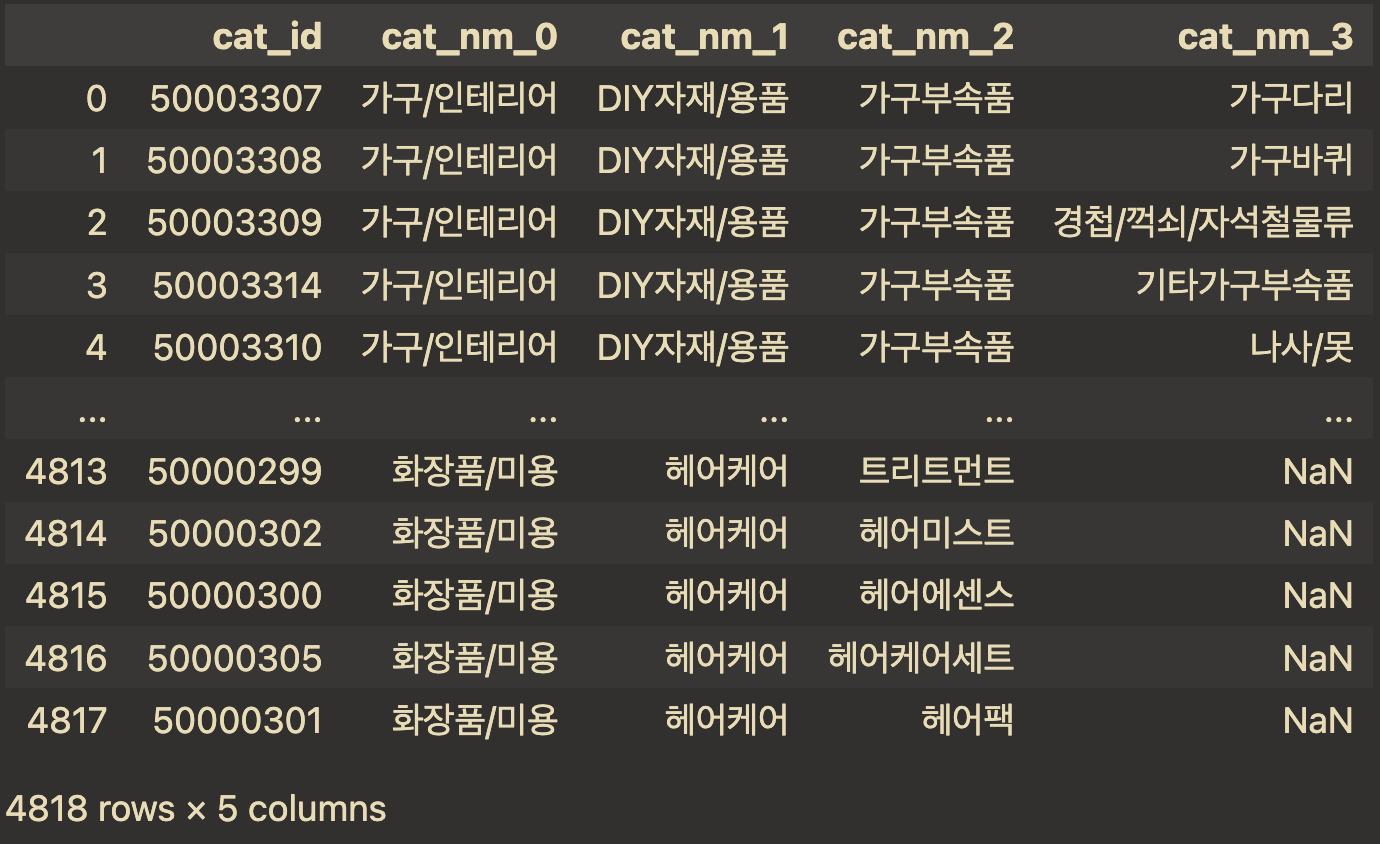 cat_id cat_nm_0 cat_nm_1 cat_nm_2 cat_nm_3
0 50003307 가구/인테리어 DIY자재/용품 가구부속품 가구다리
1 50003308 가구/인테리어 DIY자재/용품 가구부속품 가구바퀴
2 50003309 가구/인테리어 DIY자재/용품 가구부속품 경첩/꺽쇠/자석철물류
3 50003314 가구/인테리어 DIY자재/용품 가구부속품 기타가구부속품
4 50003310 가구/인테리어 DIY자재/용품 가구부속품 나사/못
... ... ... ... ... ...
4813 50000299 화장품/미용 헤어케어 트리트먼트 NaN
4814 50000302 화장품/미용 헤어케어 헤어미스트 NaN
4815 50000300 화장품/미용 헤어케어 헤어에센스 NaN
4816 50000305 화장품/미용 헤어케어 헤어케어세트 NaN
4817 50000301 화장품/미용 헤어케어 헤어팩 NaN
4818 rows × 5 columns